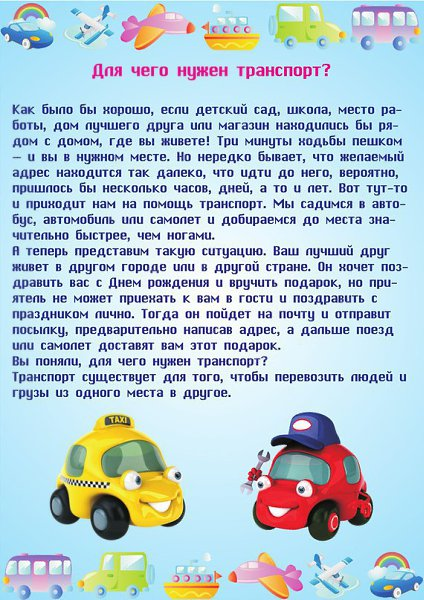 Для чего нужен транспорт?
Как было бы хорошо, если детский сад, школа, место ра-
боты, дом лучшего друга или магазин находились бы ря-
дом с домом, где вы живете! Три минуты ходьбы пешком
– и вы в нужном месте. Но нередко бывает, что желаемый
адрес находится так далеко, что идти до него, вероятно,
пришлось бы несколько часов, дней, а то и лет. Вот тут-то
и приходит нам на помощь транспорт. Мы садимся в авто-
бус, автомобиль или самолет и добираемся до места зна-
чительно быстрее, чем ногами.
А теперь представим такую ситуацию. Ваш лучший друг
живет в другом городе или в другой стране. Он хочет поз-
дравить вас с Днем рождения и вручить подарок, но при-
ятель не может приехать к вам в гости и поздравить с
праздником лично. Тогда он пойдет на почту и отправит
посылку, предварительно написав адрес, а дальше поезд
или самолет доставят вам этот подарок.
Вы поняли, для чего нужен транспорт?
Транспорт существует для того, чтобы перевозить людей и
грузы из одного места в другое.
TAXI